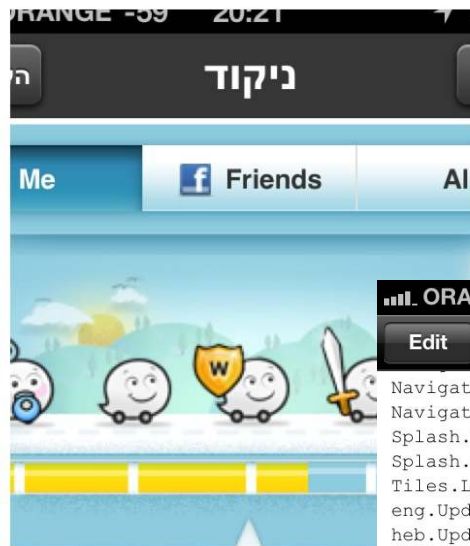 ORANGE -59 20:21
ניקוד
Me
f Friends
Al
W
ORA
Edit
Navigat
Navigat
Splash.
Splash.
Tiles.L
eng.Upd
heb.Upd